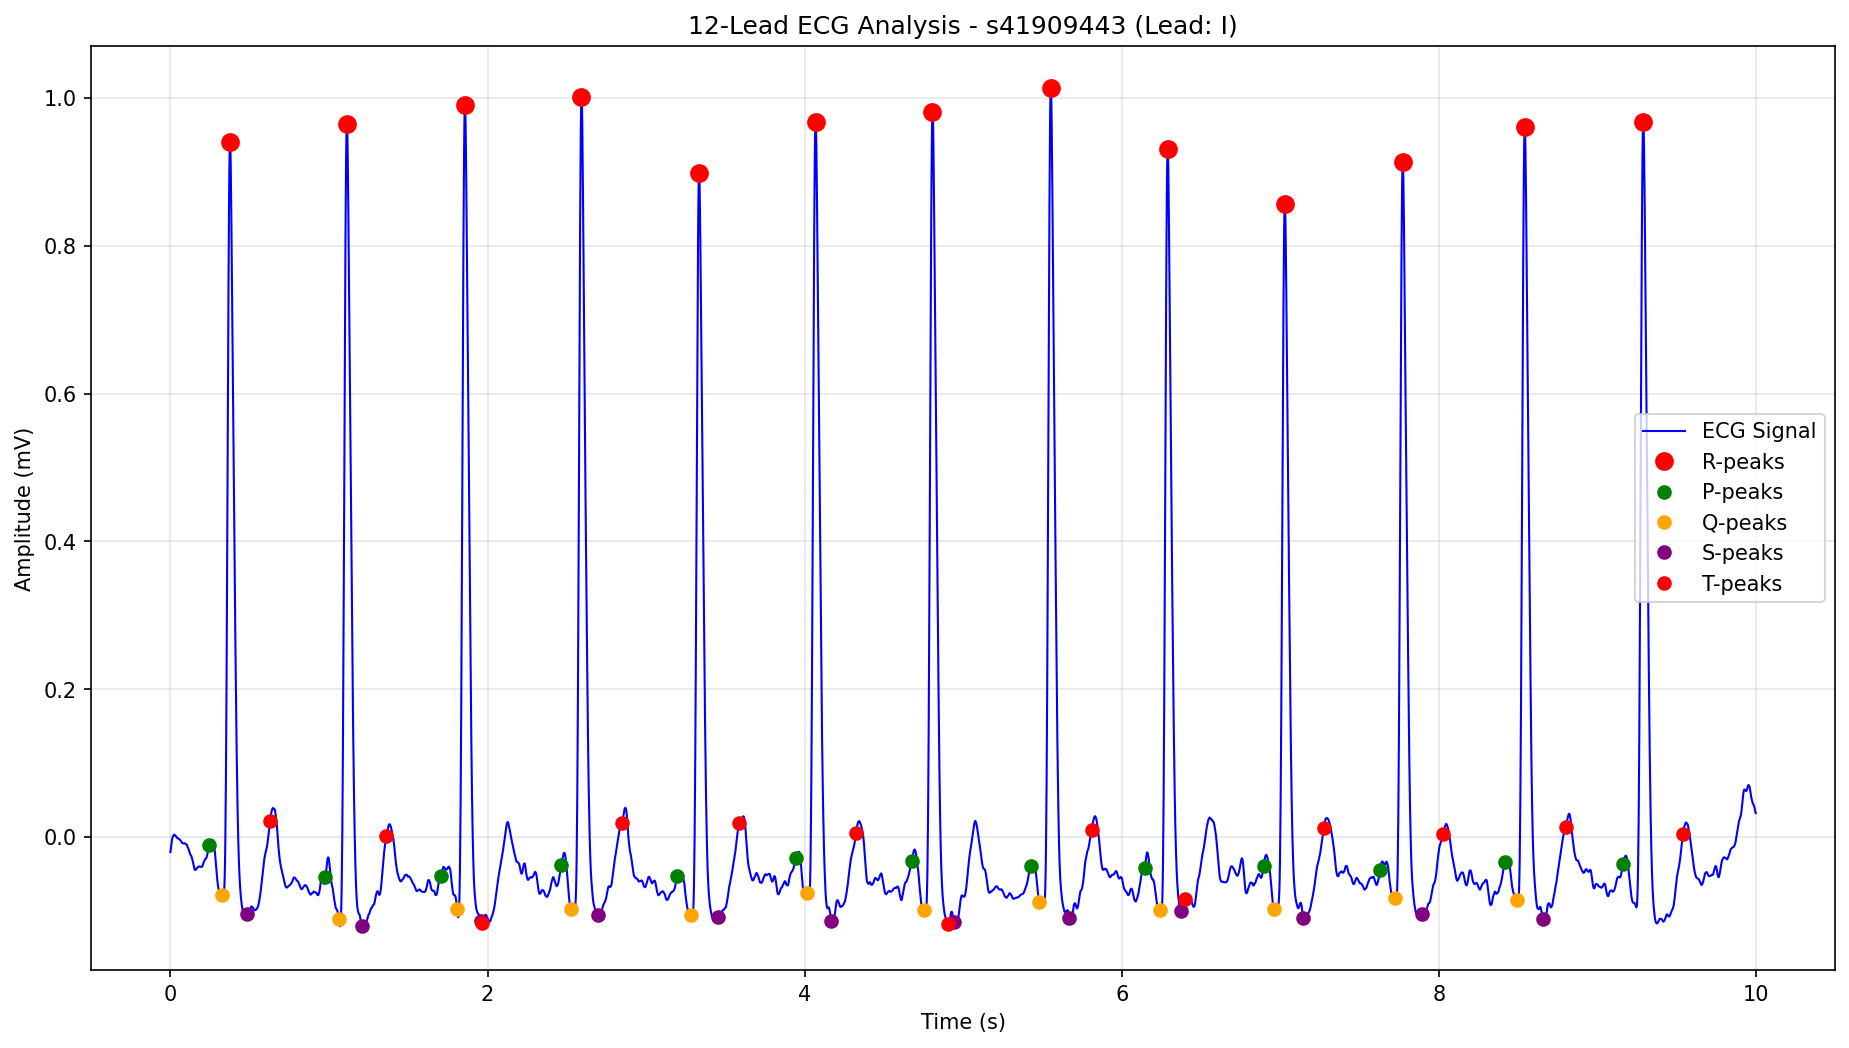 12-Lead ECG Analysis - s41909443 (Lead: I)
Amplitude (mV)
1.0
0.8
0.6
0.4
0.2
0.0
ECG Signal
R-peaks
P-peaks
Q-peaks
S-peaks
T-peaks
0 2 4 6 8 10
Time (s)